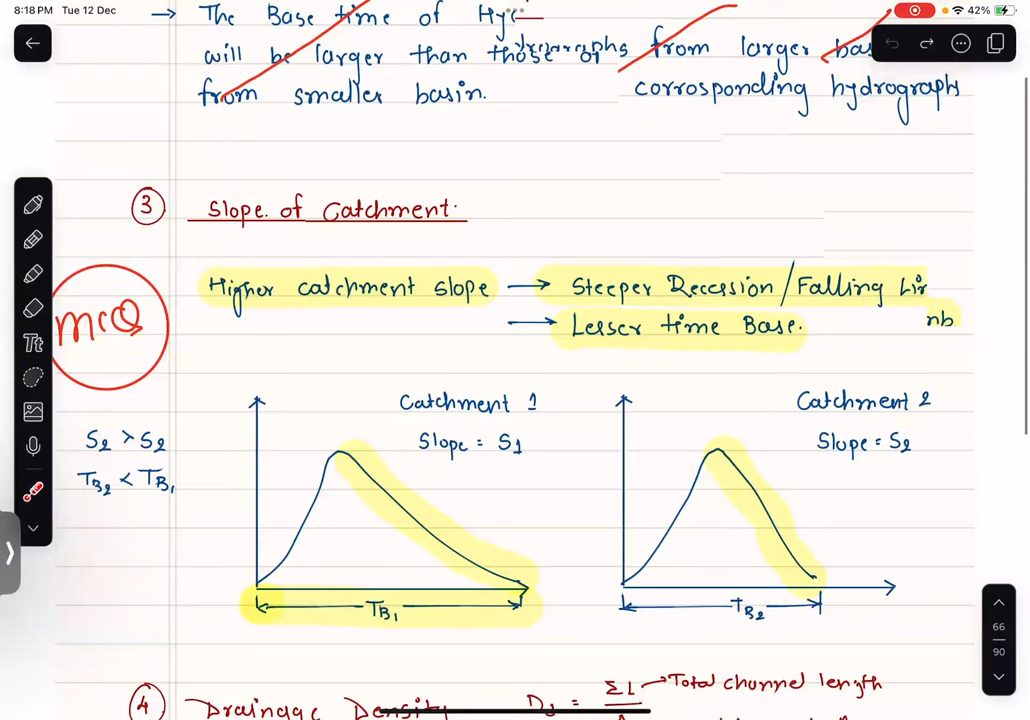 8:18 PM Tue 12 Dec
42%
→ The Base time of Hydrographs from larger
will be larger than those of corrosponding hydrographs
from smaller basin.
③ Slope. of Catchment.
Higher catchment slope → Steeper Recession / Falling Limb
→ Lesser time Base.
MCQ
Catchment 1
Slope = S1
Catchment 2
Slope = S2
S2 > S2
TB2 < TB1
TB1
TB2
Tt
66
90
④ Drainage Density
Dd = ΣL → Total channel length
A